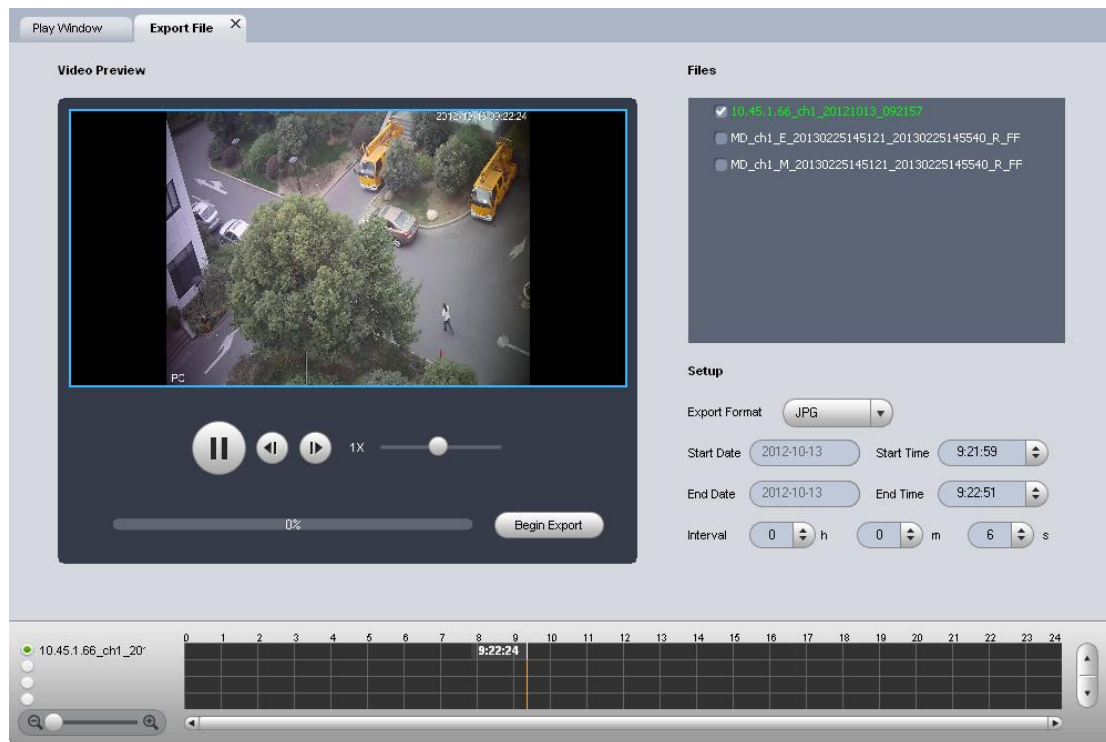 Play Window
Export File X
Video Preview
Files
10.45.1.66_ch1_20121013_092157
MD_ch1_E_20130225145121_20130225145540_R_FF
MD_ch1_M_20130225145121_20130225145540_R_FF
09:22:24
PC
1X
0%
Begin Export
Setup
Export Format JPG
Start Date 2012-10-13 Start Time 9:21:59
End Date 2012-10-13 End Time 9:22:51
Interval 0 h 0 m 6 s
0 1 2 3 4 5 6 7 8 9 10 11 12 13 14 15 16 17 18 19 20 21 22 23 24
10.45.1.66_ch1_20
9:22:24